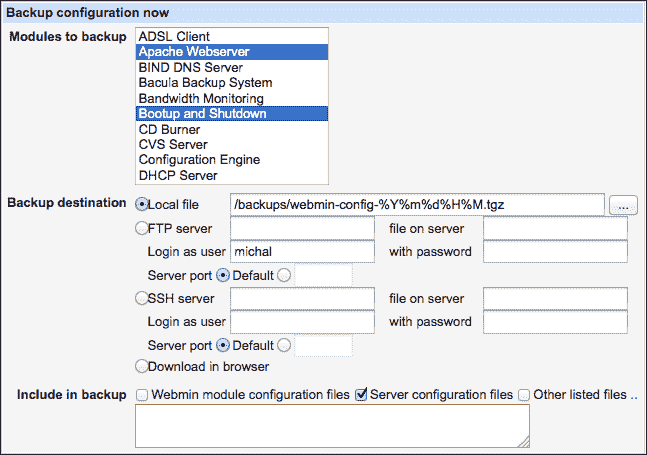 Backup configuration now
Modules to backup
ADSL Client
Apache Webserver
BIND DNS Server
Bacula Backup System
Bandwidth Monitoring
Bootup and Shutdown
CD Burner
CVS Server
Configuration Engine
DHCP Server
Backup destination Local file /backups/webmin-config-%Y%m%d%H%M.tgz ...
FTP server file on server
Login as user michal with password
Server port Default
SSH server file on server
Login as user with password
Server port Default
Download in browser
Include in backup Webmin module configuration files Server configuration files Other listed files ..